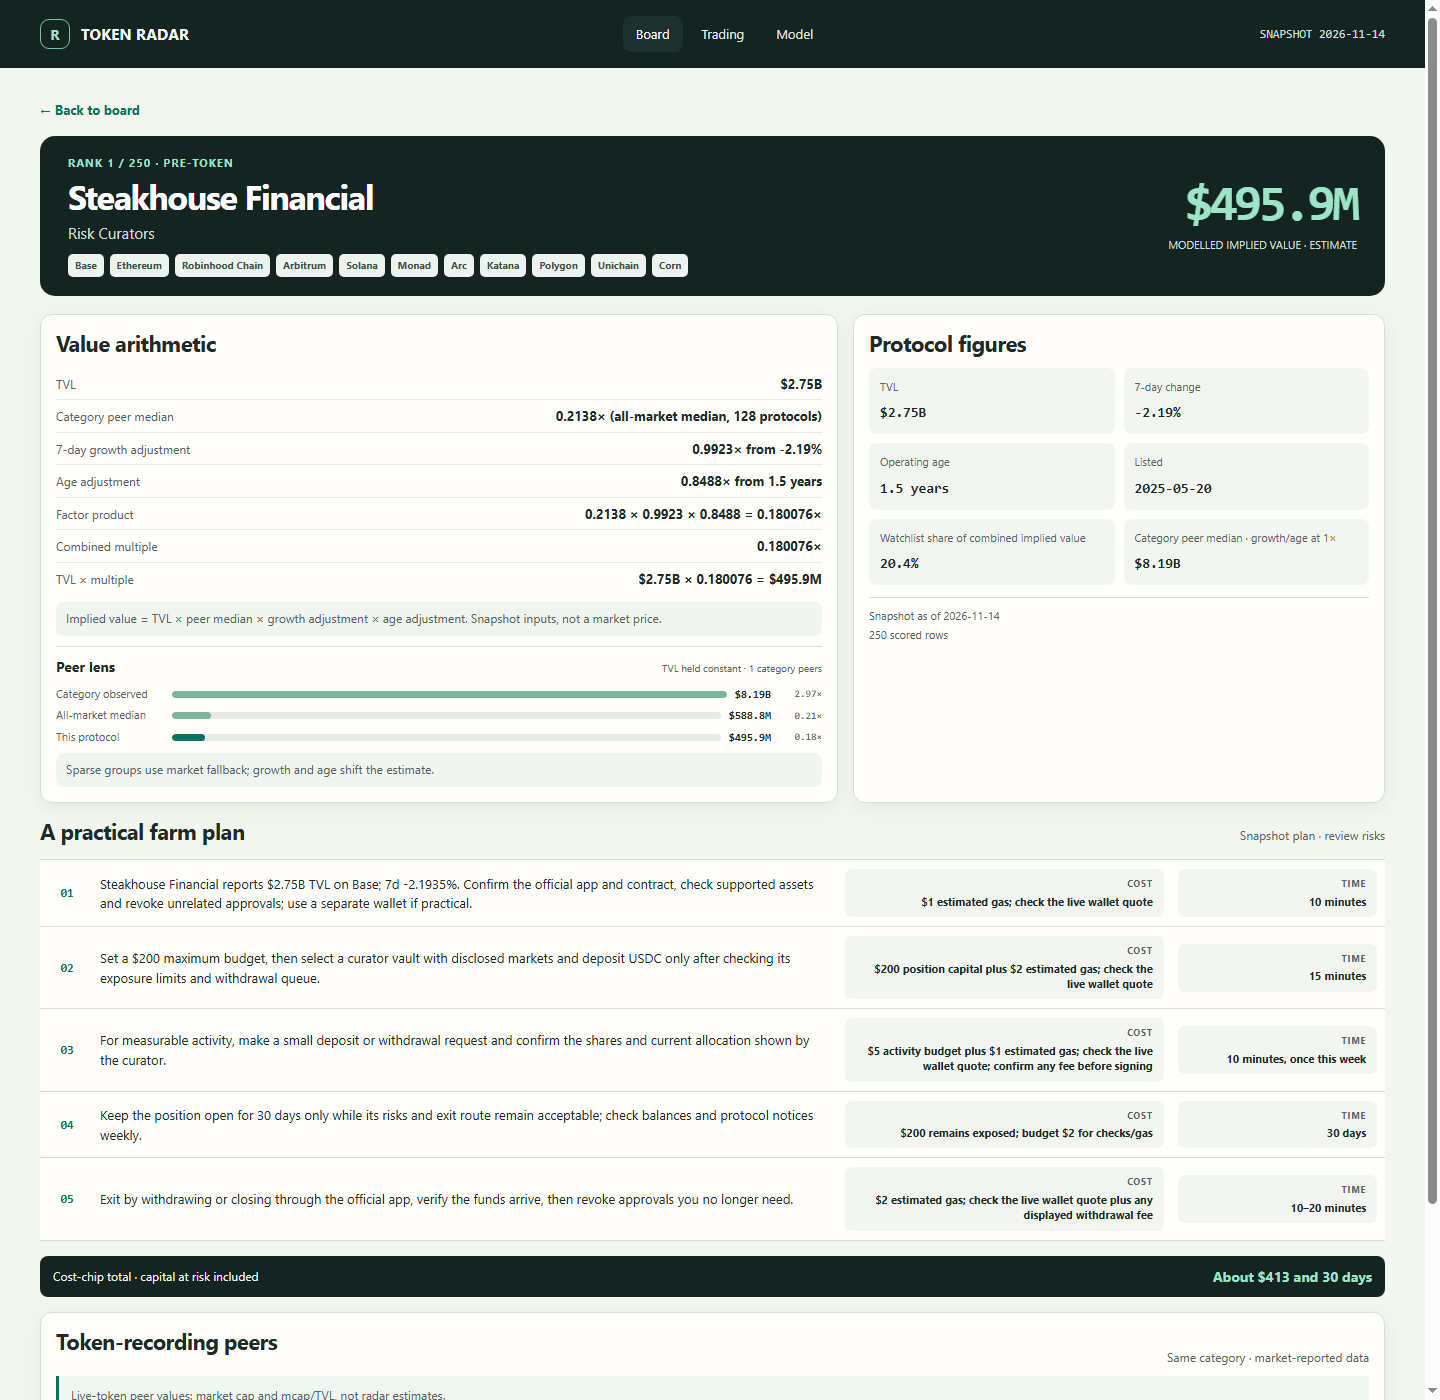 R TOKEN RADAR
Board Trading Model
SNAPSHOT 2026-11-14
← Back to board
RANK 1 / 250 · PRE-TOKEN
Steakhouse Financial
Risk Curators
Base Ethereum Robinhood Chain Arbitrum Solana Monad Arc Katana Polygon Unichain Corn
$495.9M
MODELLED IMPLIED VALUE · ESTIMATE
Value arithmetic
TVL $2.75B
Category peer median 0.2138× (all-market median, 128 protocols)
7-day growth adjustment 0.9923× from -2.19%
Age adjustment 0.8488× from 1.5 years
Factor product 0.2138 × 0.9923 × 0.8488 = 0.180076×
Combined multiple 0.180076×
TVL × multiple $2.75B × 0.180076 = $495.9M
Implied value = TVL × peer median × growth adjustment × age adjustment. Snapshot inputs, not a market price.
Peer lens TVL held constant · 1 category peers
Category observed $8.19B 2.97×
All-market median $588.8M 0.21×
This protocol $495.9M 0.18×
Sparse groups use market fallback; growth and age shift the estimate.
Protocol figures
TVL
$2.75B
7-day change
-2.19%
Operating age
1.5 years
Listed
2025-05-20
Watchlist share of combined implied value
20.4%
Category peer median · growth/age at 1×
$8.19B
Snapshot as of 2026-11-14
250 scored rows
A practical farm plan
Snapshot plan · review risks
01
Steakhouse Financial reports $2.75B TVL on Base; 7d -2.1935%. Confirm the official app and contract, check supported assets
and revoke unrelated approvals; use a separate wallet if practical.
COST
$1 estimated gas; check the live wallet quote
TIME
10 minutes
02
Set a $200 maximum budget, then select a curator vault with disclosed markets and deposit USDC only after checking its
exposure limits and withdrawal queue.
COST
$200 position capital plus $2 estimated gas; check the
live wallet quote
TIME
15 minutes
03
For measurable activity, make a small deposit or withdrawal request and confirm the shares and current allocation shown by
the curator.
COST
$5 activity budget plus $1 estimated gas; check the live
wallet quote; confirm any fee before signing
TIME
10 minutes, once this week
04
Keep the position open for 30 days only while its risks and exit route remain acceptable; check balances and protocol notices
weekly.
COST
$200 remains exposed; budget $2 for checks/gas
TIME
30 days
05
Exit by withdrawing or closing through the official app, verify the funds arrive, then revoke approvals you no longer need.
COST
$2 estimated gas; check the live wallet quote plus any
displayed withdrawal fee
TIME
10–20 minutes
Cost-chip total · capital at risk included
About $413 and 30 days
Token-recording peers
Same category · market-reported data
Live-token peer values: market cap and mcap/TVL, not radar estimates.